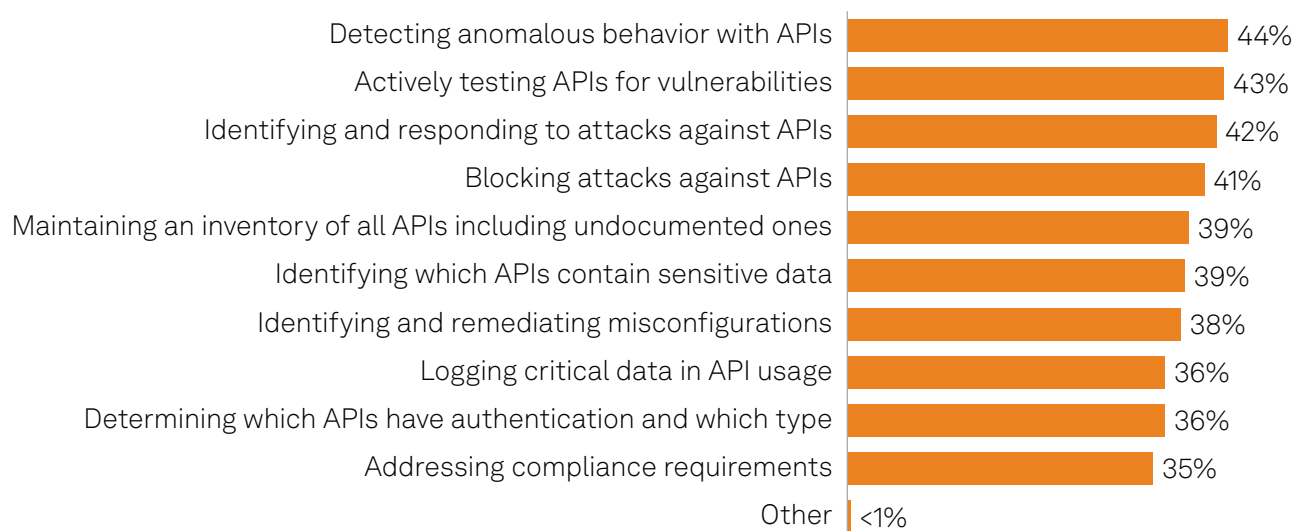 Detecting anomalous behavior with APIs 44%
Actively testing APIs for vulnerabilities 43%
Identifying and responding to attacks against APIs 42%
Blocking attacks against APIs 41%
Maintaining an inventory of all APIs including undocumented ones 39%
Identifying which APIs contain sensitive data 39%
Identifying and remediating misconfigurations 38%
Logging critical data in API usage 36%
Determining which APIs have authentication and which type 36%
Addressing compliance requirements 35%
Other <1%